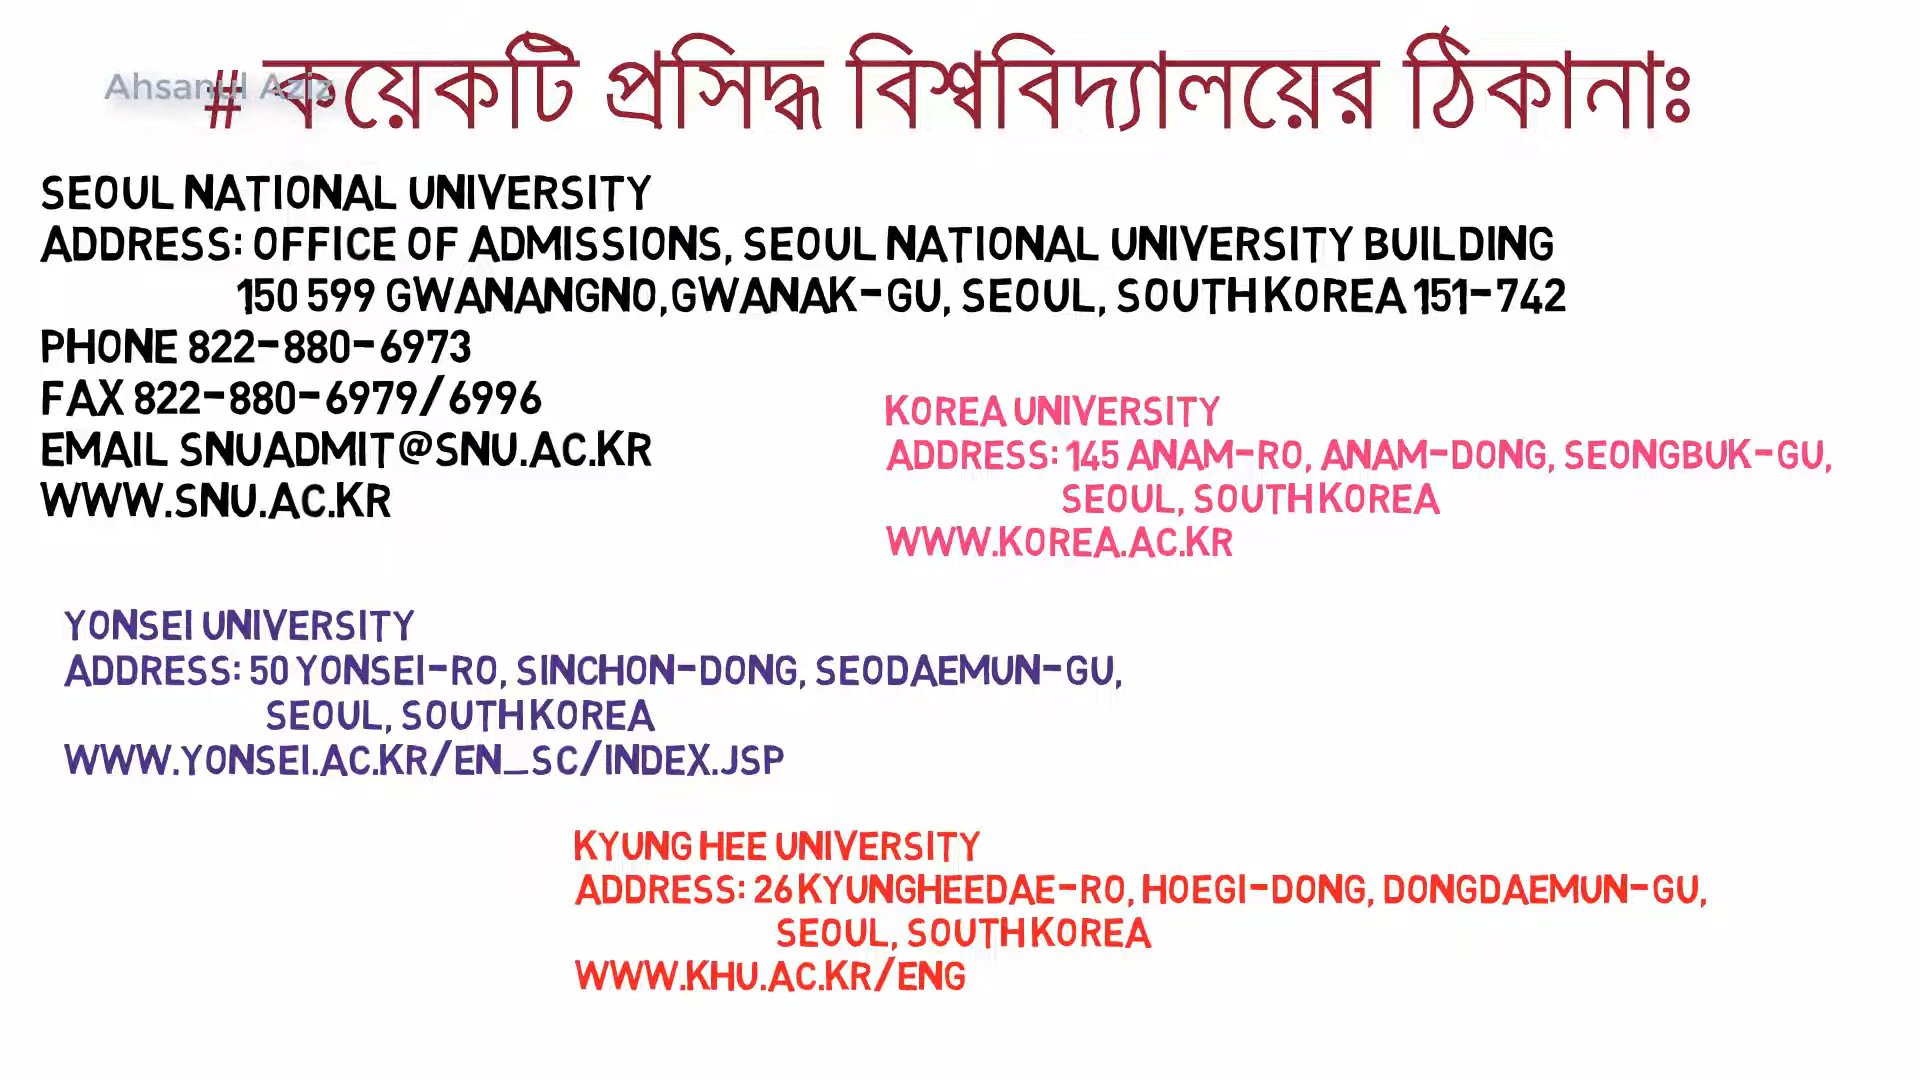 Ahsanul Aziz
# কয়েকটি প্রসিদ্ধ বিশ্ববিদ্যালয়ের ঠিকানাঃ
SEOUL NATIONAL UNIVERSITY
ADDRESS: OFFICE OF ADMISSIONS, SEOUL NATIONAL UNIVERSITY BUILDING
150 599 GWANANGNO,GWANAK-GU, SEOUL, SOUTH KOREA 151-742
PHONE 822-880-6973
FAX 822-880-6979/6996
EMAIL SNUADMIT@SNU.AC.KR
WWW.SNU.AC.KR
KOREA UNIVERSITY
ADDRESS: 145 ANAM-RO, ANAM-DONG, SEONGBUK-GU,
SEOUL, SOUTH KOREA
WWW.KOREA.AC.KR
YONSEI UNIVERSITY
ADDRESS: 50 YONSEI-RO, SINCHON-DONG, SEODAEMUN-GU,
SEOUL, SOUTH KOREA
WWW.YONSEI.AC.KR/EN_SC/INDEX.JSP
KYUNG HEE UNIVERSITY
ADDRESS: 26 KYUNGHEEDAE-RO, HOEGI-DONG, DONGDAEMUN-GU,
SEOUL, SOUTH KOREA
WWW.KHU.AC.KR/ENG